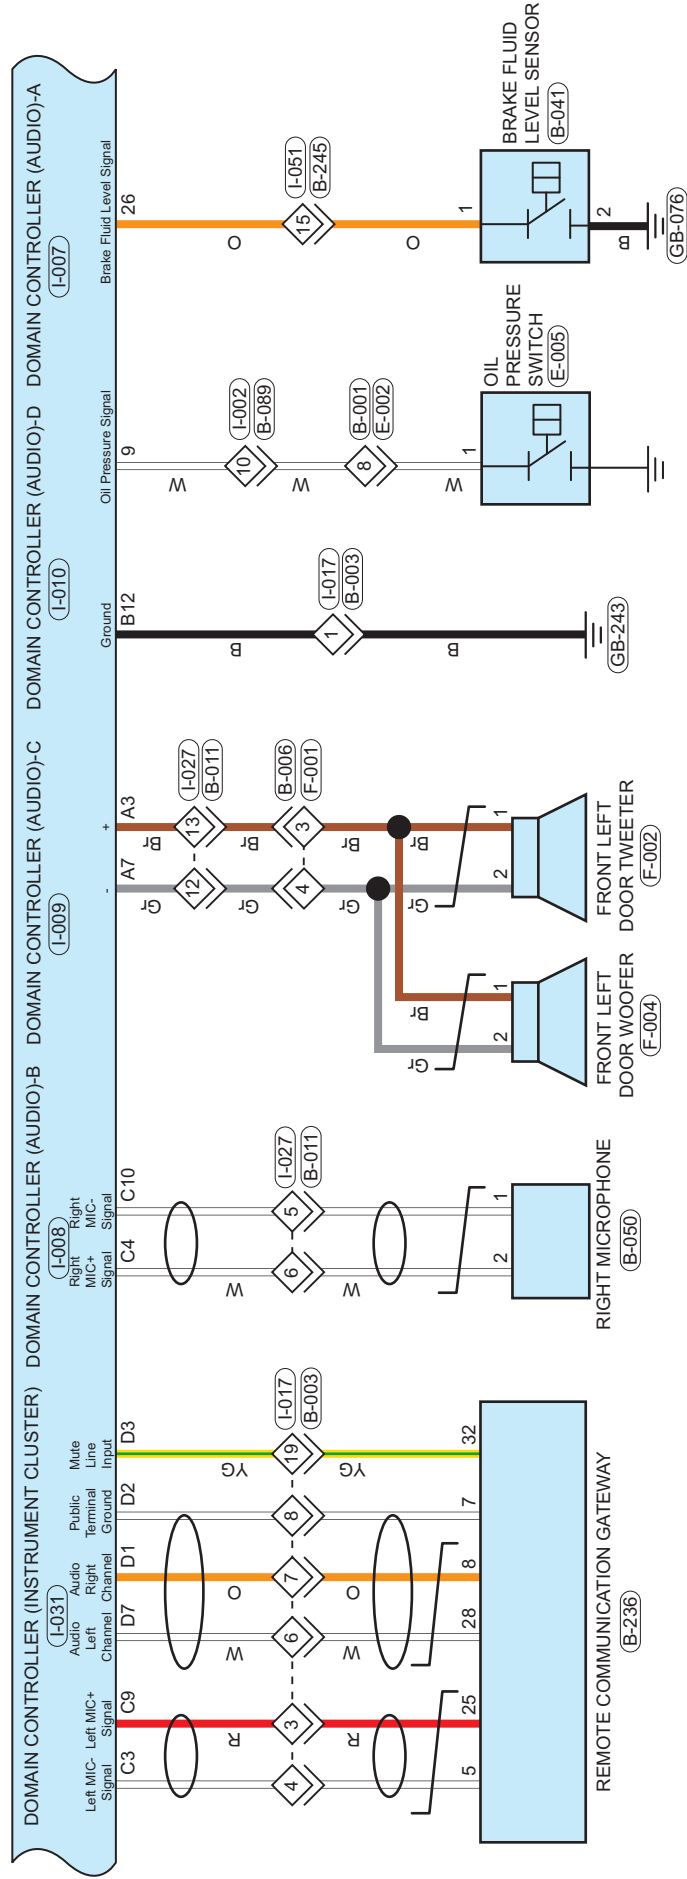 DOMAIN CONTROLLER (INSTRUMENT CLUSTER)
I-031
DOMAIN CONTROLLER (AUDIO)-B
I-008
DOMAIN CONTROLLER (AUDIO)-C
I-009
DOMAIN CONTROLLER (AUDIO)-D
I-010
DOMAIN CONTROLLER (AUDIO)-A
I-007
Left MIC-
Signal
Left MIC+
Signal
Audio
Left
Channel
Audio
Right
Channel
Public
Terminal
Ground
Mute
Line
Input
Right
MIC+
Signal
Right
MIC-
Signal
-
+
Ground
Oil Pressure Signal
Brake Fluid Level Signal
C3
C9
D7
D1
D2
D3
C4
C10
A7
A3
B12
9
26
R
W
O
YG
W
Gr
Br
B
W
O
12
13
I-027
B-011
10
I-002
B-089
4
3
6
7
8
19
I-017
B-003
6
5
I-027
B-011
Gr
Br
4
3
B-006
F-001
1
I-017
B-003
W
15
I-051
B-245
R
W
O
YG
W
Gr
Br
8
B-001
E-002
O
Gr
Br
Gr
Br
B
W
5
25
28
8
7
32
2
1
2
1
2
1
1
1
REMOTE COMMUNICATION GATEWAY
B-236
RIGHT MICROPHONE
B-050
FRONT LEFT
DOOR WOOFER
F-004
FRONT LEFT
DOOR TWEETER
F-002
GB-243
OIL
PRESSURE
SWITCH
E-005
BRAKE FLUID
LEVEL SENSOR
B-041
2
B
GB-076